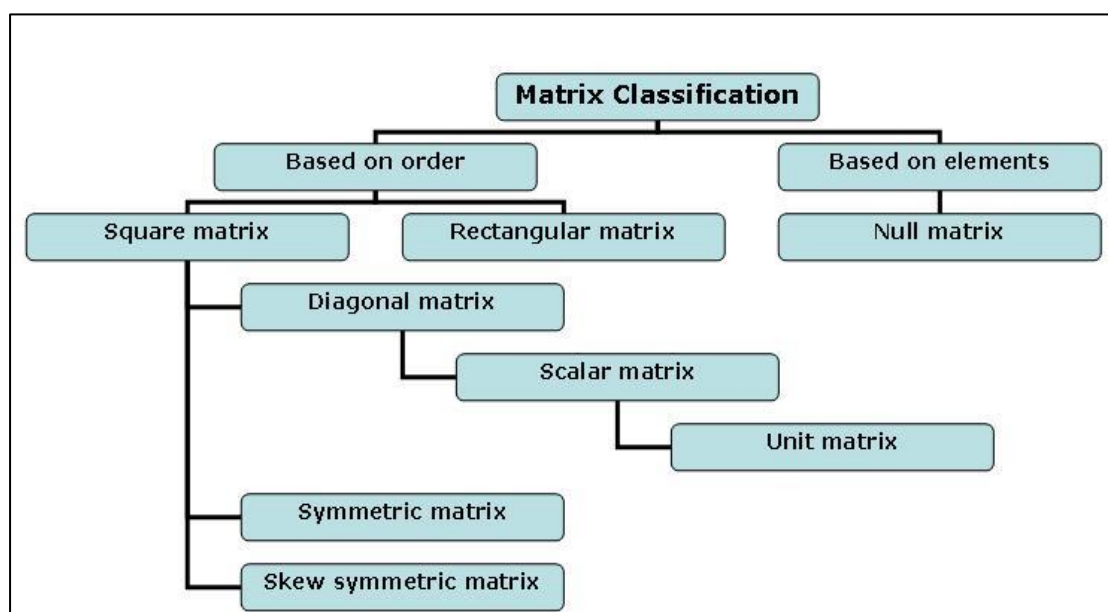 Matrix Classification
Based on order
Based on elements
Square matrix
Rectangular matrix
Null matrix
Diagonal matrix
Scalar matrix
Unit matrix
Symmetric matrix
Skew symmetric matrix